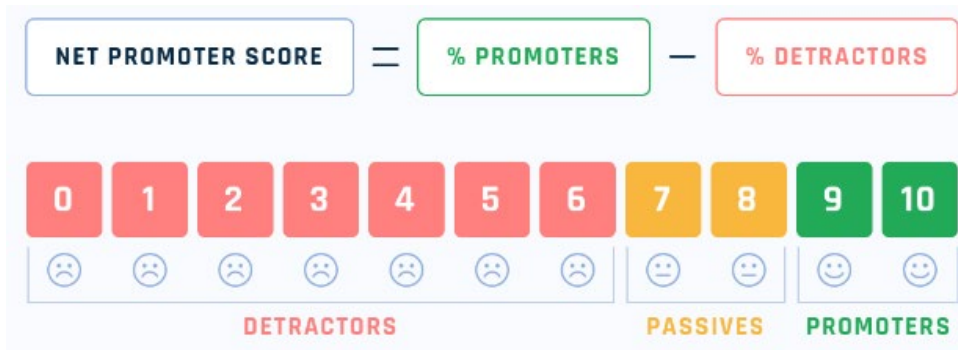 NET PROMOTER SCORE = % PROMOTERS – % DETRACTORS
0 1 2 3 4 5 6 7 8 9 10
DETRACTORS PASSIVES PROMOTERS